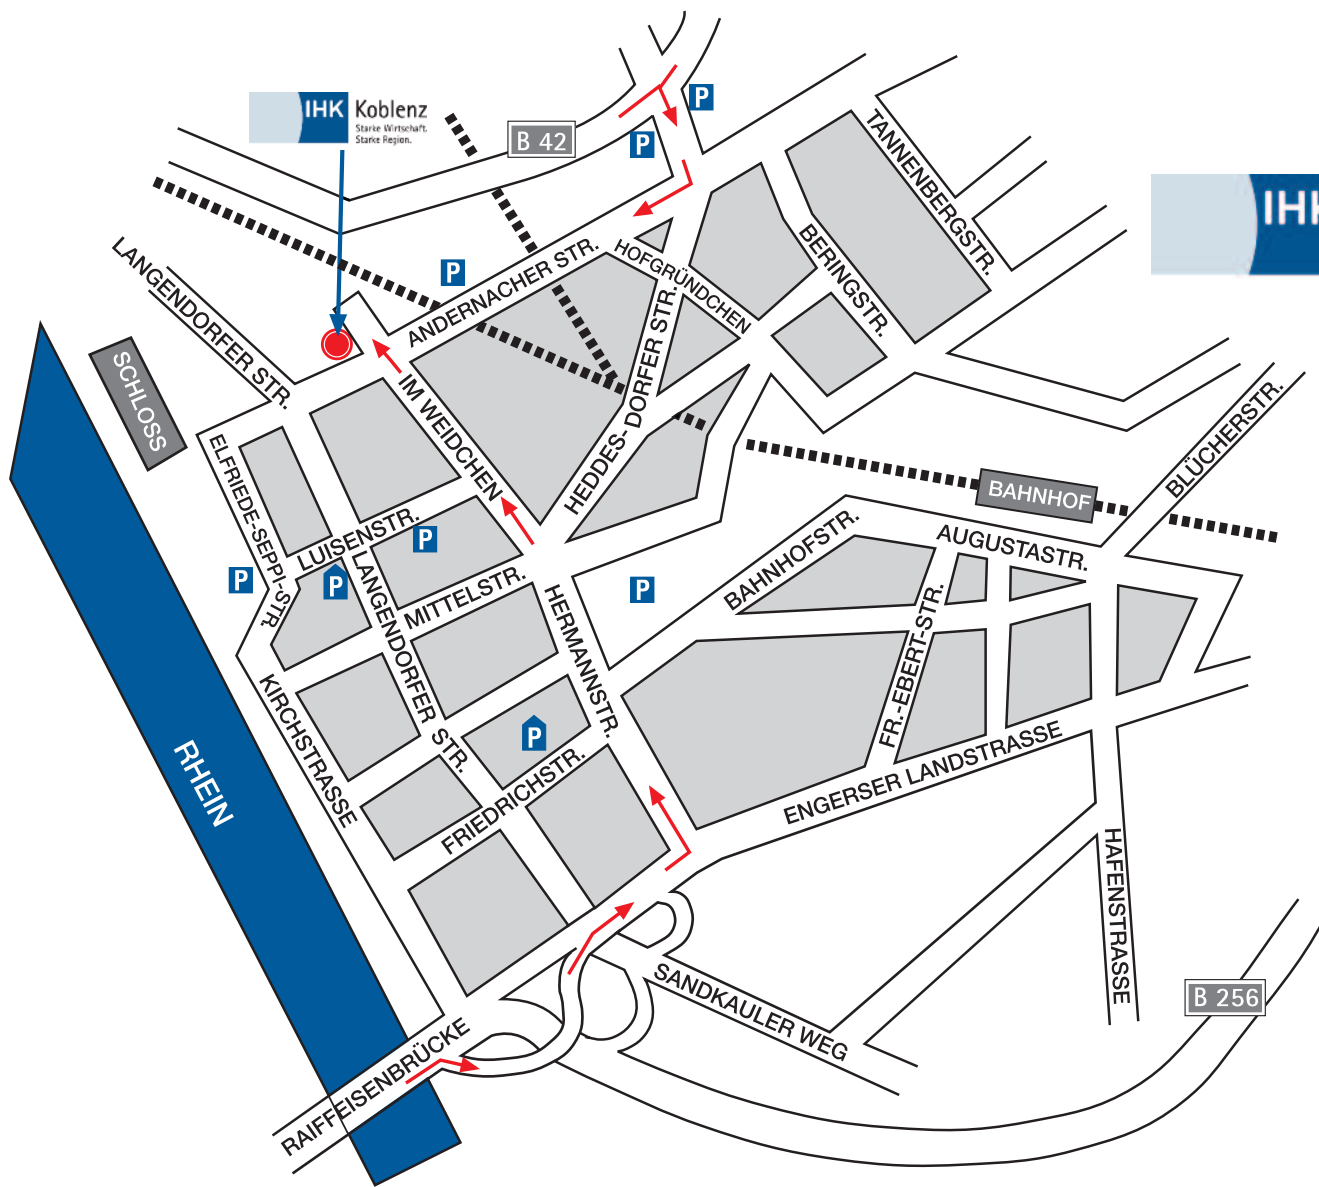 IHK Koblenz
Starke Wirtschaft.
Starke Region.
B 42
P
P
P
IHK
TANNENBERGSTR.
BERINGSTR.
HOFGRÜNDCHEN
ANDERNACHER STR.
LANGENDORFER STR.
SCHLOSS
HEDDES-DORFER STR.
IM WEIDCHEN
ELFRIEDE-SEPPI-STR.
LUISENSTR.
P
P
P
P
MITTELSTR.
LANGENDORFER STR.
HERMANNSTR.
BAHNHOF
BLÜCHERSTR.
BAHNHOFSTR.
AUGUSTASTR.
FR.-EBERT-STR.
KIRCHSTRASSE
P
FRIEDRICHSTR.
ENGERSER LANDSTRASSE
RHEIN
HAFENSTRASSE
SANDKAULER WEG
B 256
RAIFFEISENBRÜCKE